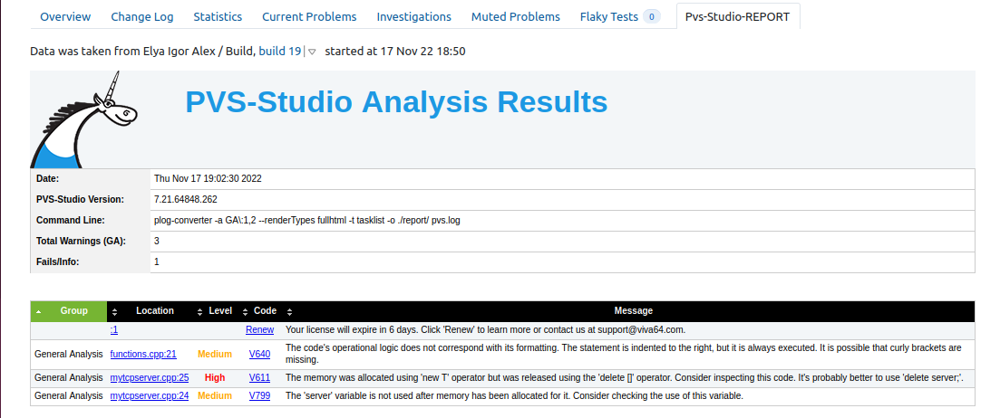 Overview Change Log Statistics Current Problems Investigations Muted Problems Flaky Tests 0 Pvs-Studio-REPORT
Data was taken from Elya Igor Alex / Build, build 19 started at 17 Nov 22 18:50
PVS-Studio Analysis Results
Date: Thu Nov 17 19:02:30 2022
PVS-Studio Version: 7.21.64848.262
Command Line: plog-converter -a GA\:1,2 --renderTypes fullhtml -t tasklist -o ./report/ pvs.log
Total Warnings (GA): 3
Fails/Info: 1
Group Location Level Code Message
:1 Renew Your license will expire in 6 days. Click 'Renew' to learn more or contact us at support@viva64.com.
General Analysis functions.cpp:21 Medium V640 The code's operational logic does not correspond with its formatting. The statement is indented to the right, but it is always executed. It is possible that curly brackets are
missing.
General Analysis mytcpserver.cpp:25 High V611 The memory was allocated using 'new T' operator but was released using the 'delete []' operator. Consider inspecting this code. It's probably better to use 'delete server;'.
General Analysis mytcpserver.cpp:24 Medium V799 The 'server' variable is not used after memory has been allocated for it. Consider checking the use of this variable.